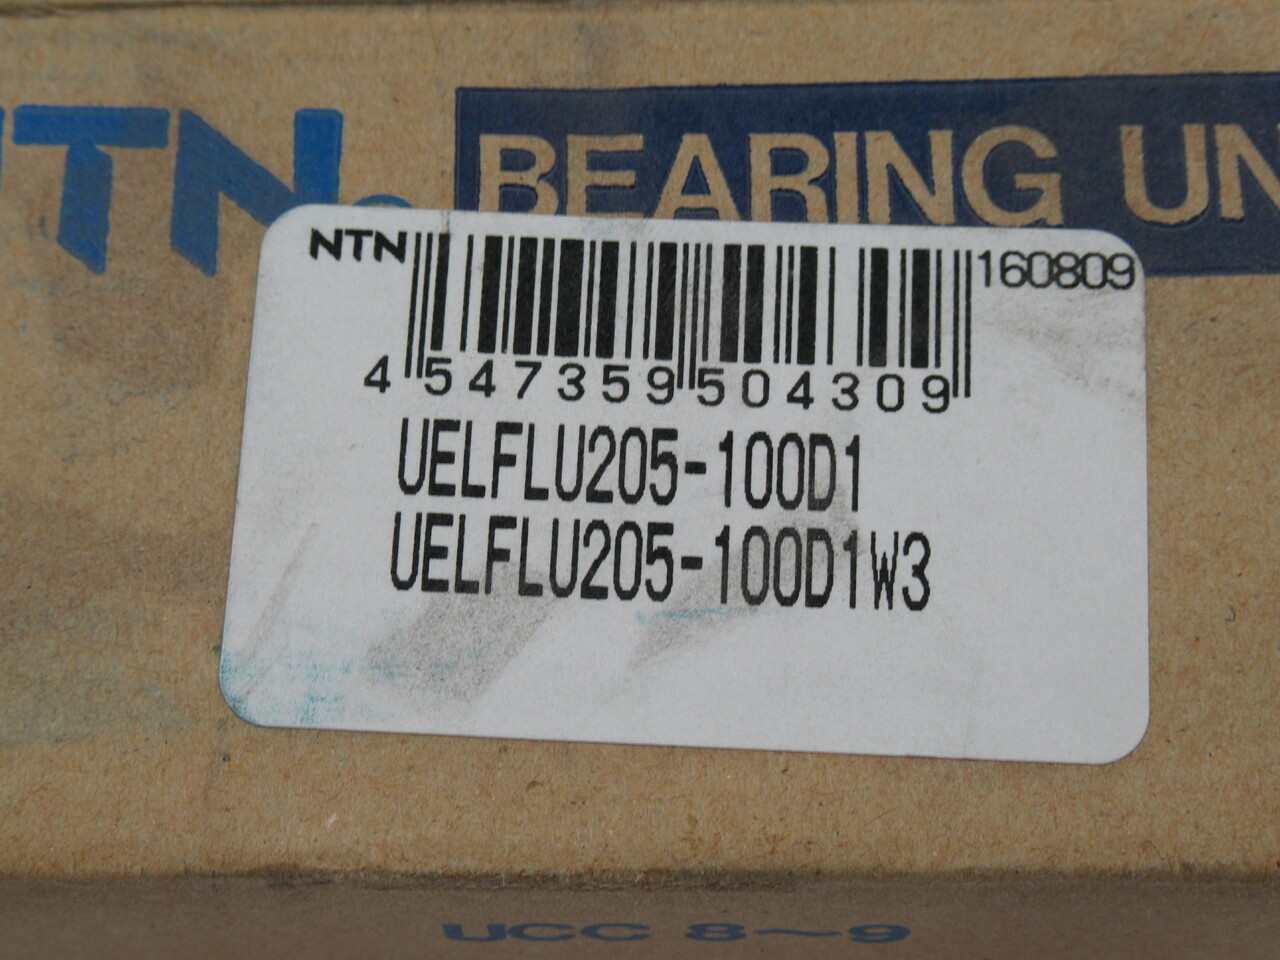 NTN
BEARING UN
NTN 160809
4 547359 504309
UELFLU205-100D1
UELFLU205-100D1W3
UCC 8~9